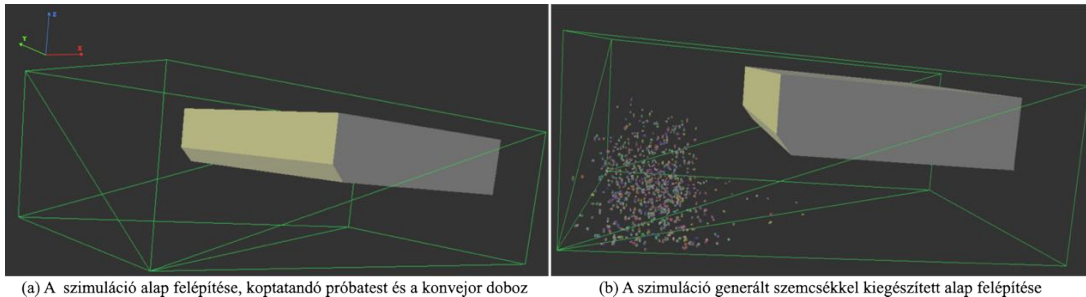 Z
Y
X
(a) A szimuláció alap felépítése, koptatandó próbatest és a konvejor doboz
(b) A szimuláció generált szemcsékkel kiegészített alap felépítése